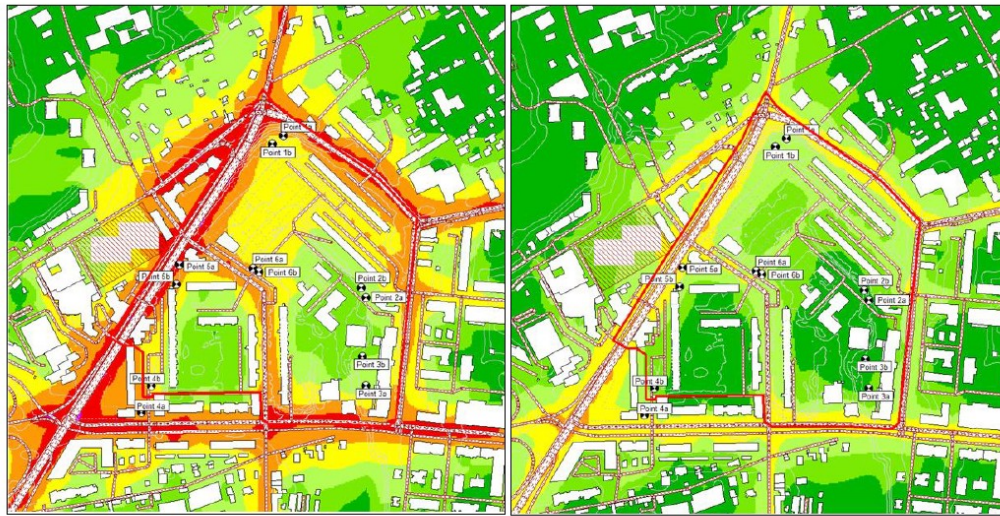 Point 1a
Point 1b
Point 6a
Point 5a
Point 5b
Point 6b
Point 2b
Point 2a
Point 3b
Point 4b
Point 3a
Point 4a
Point 1b
Point 6a
Point 5a
Point 5b
Point 6b
Point 2b
Point 2a
Point 3b
Point 4b
Point 3a
Point 4a